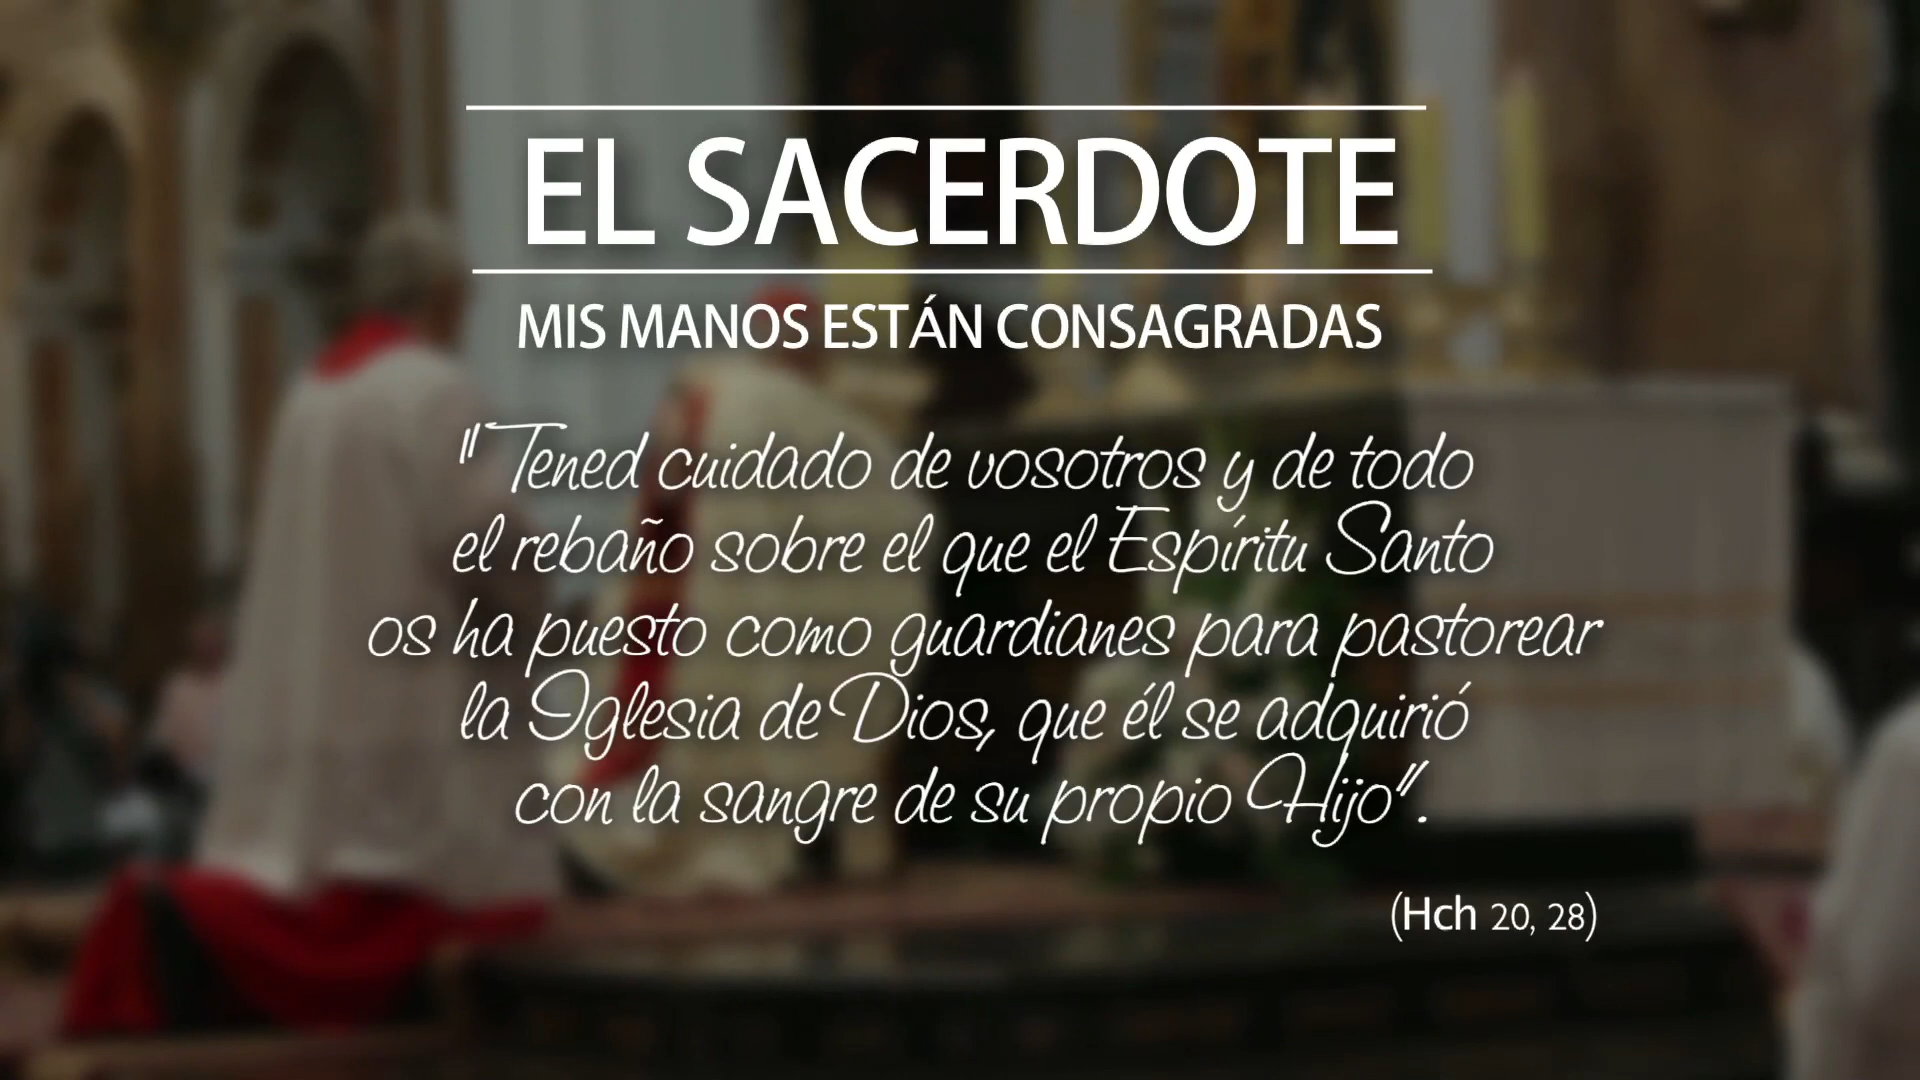 EL SACERDOTE
MIS MANOS ESTÁN CONSAGRADAS
"Tened cuidado de vosotros y de todo
el rebaño sobre el que el Espíritu Santo
os ha puesto como guardianes para pastorear
la Iglesia de Dios, que él se adquirió
con la sangre de su propio Hijo".
(Hch 20, 28)